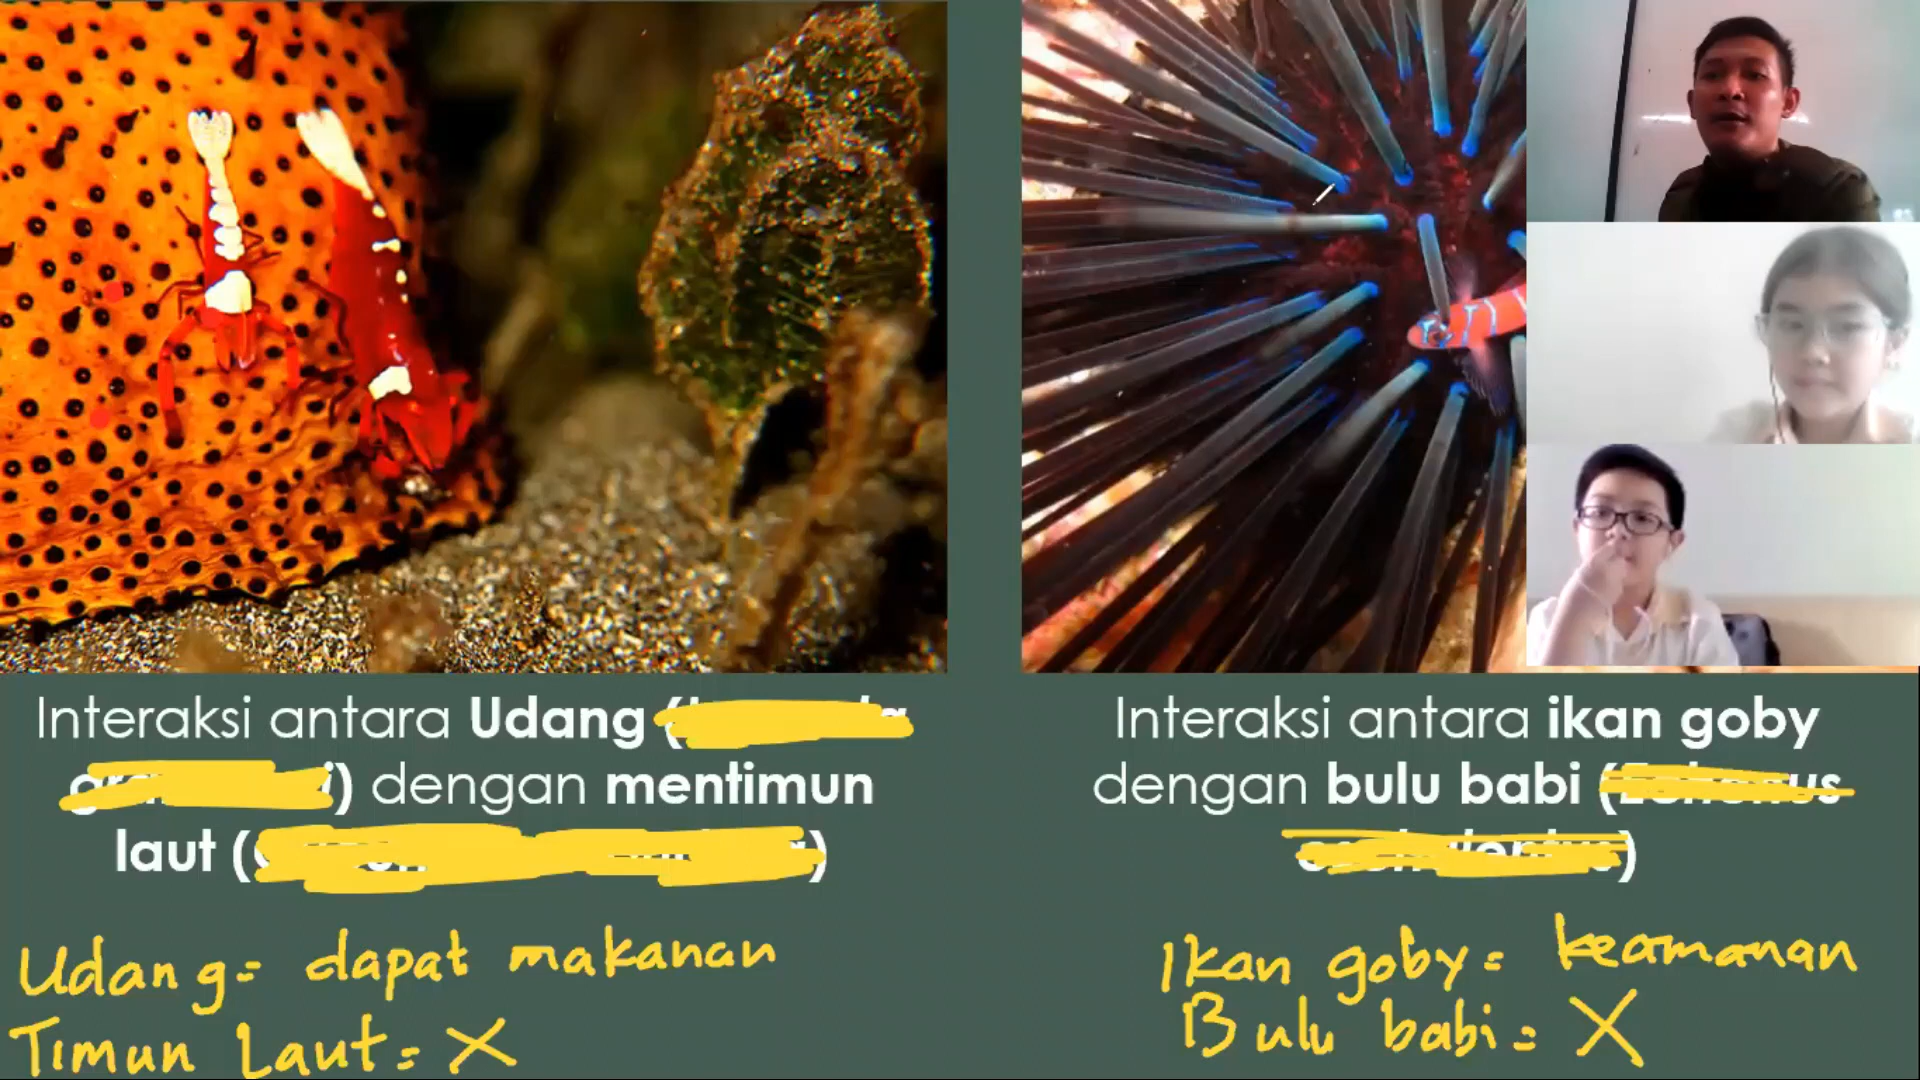 Interaksi antara Udang (
) dengan mentimun
laut ( )
Udang = dapat makanan
Timun Laut = X
Interaksi antara ikan goby
dengan bulu babi (
)
Ikan goby = keamanan
Bulu babi = X